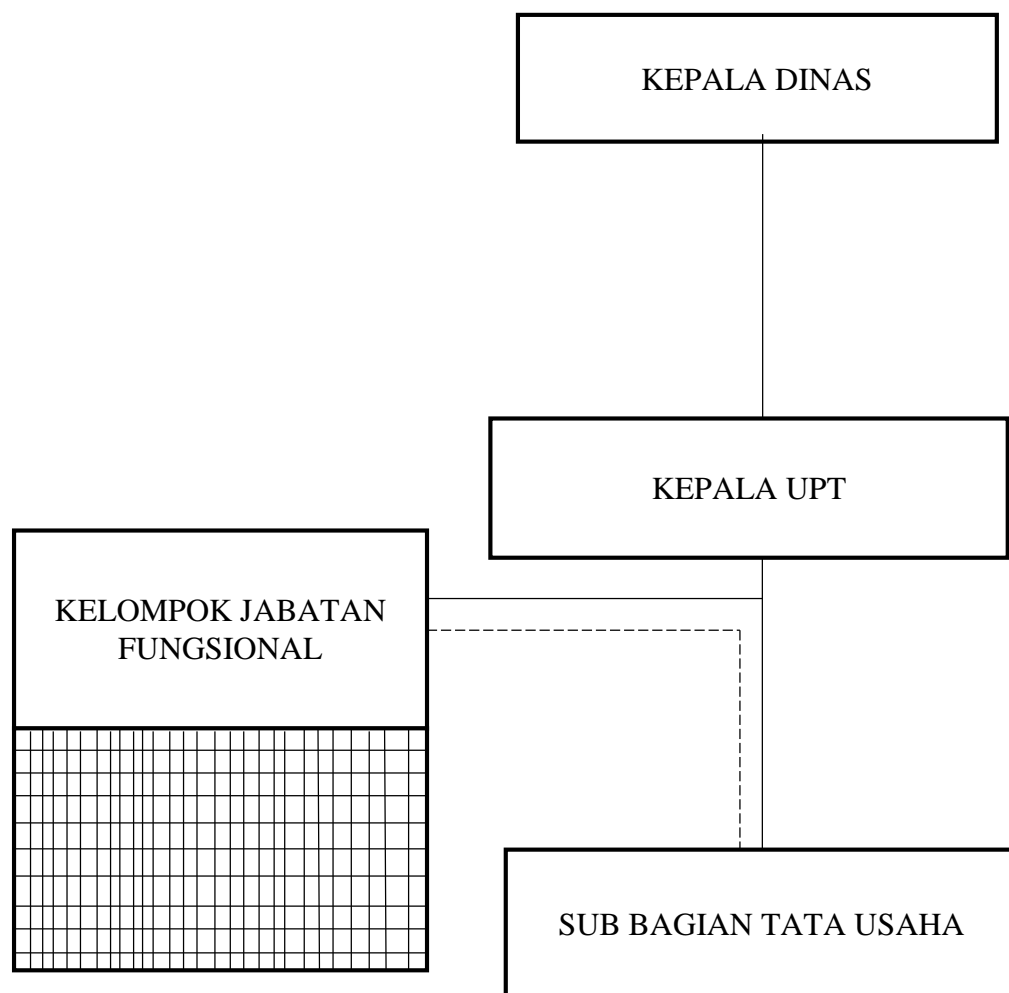 KEPALA DINAS
KEPALA UPT
KELOMPOK JABATAN
FUNGSIONAL
SUB BAGIAN TATA USAHA